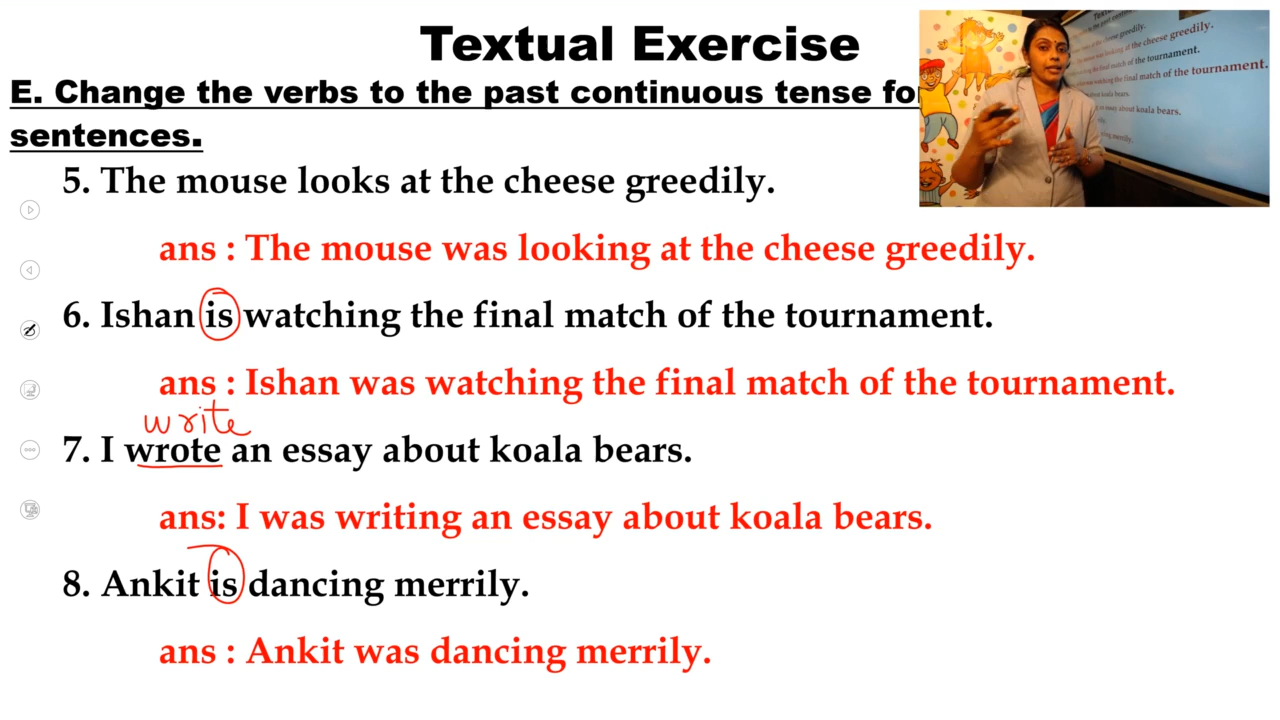 Textual Exercise
E. Change the verbs to the past continuous tense
sentences.
5. The mouse looks at the cheese greedily.
ans : The mouse was looking at the cheese greedily.
6. Ishan is watching the final match of the tournament.
ans : Ishan was watching the final match of the tournament.
write
7. I wrote an essay about koala bears.
ans: I was writing an essay about koala bears.
8. Ankit is dancing merrily.
ans : Ankit was dancing merrily.